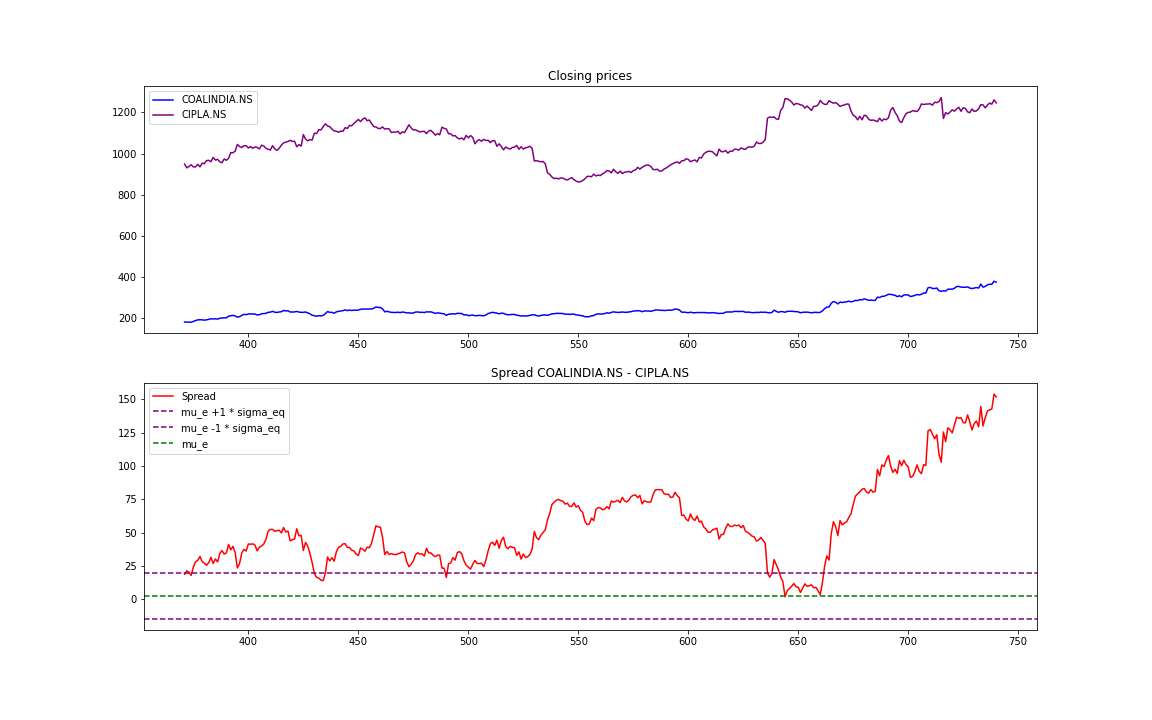 Closing prices
COALINDIA.NS
CIPLA.NS
1200
1000
800
600
400
200
400 450 500 550 600 650 700 750
Spread COALINDIA.NS - CIPLA.NS
Spread
mu_e +1 * sigma_eq
mu_e -1 * sigma_eq
mu_e
150
125
100
75
50
25
0
400 450 500 550 600 650 700 750